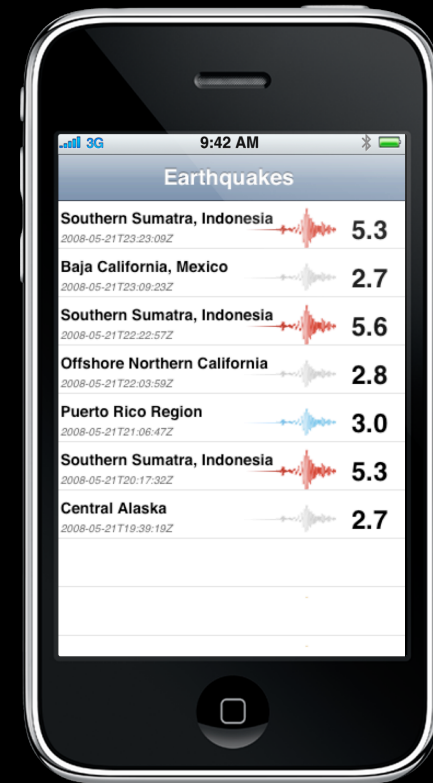 3G 9:42 AM
Earthquakes
Southern Sumatra, Indonesia 5.3
2008-05-21T23:23:09Z
Baja California, Mexico 2.7
2008-05-21T23:09:23Z
Southern Sumatra, Indonesia 5.6
2008-05-21T22:22:57Z
Offshore Northern California 2.8
2008-05-21T22:03:59Z
Puerto Rico Region 3.0
2008-05-21T21:06:47Z
Southern Sumatra, Indonesia 5.3
2008-05-21T20:17:32Z
Central Alaska 2.7
2008-05-21T19:39:19Z